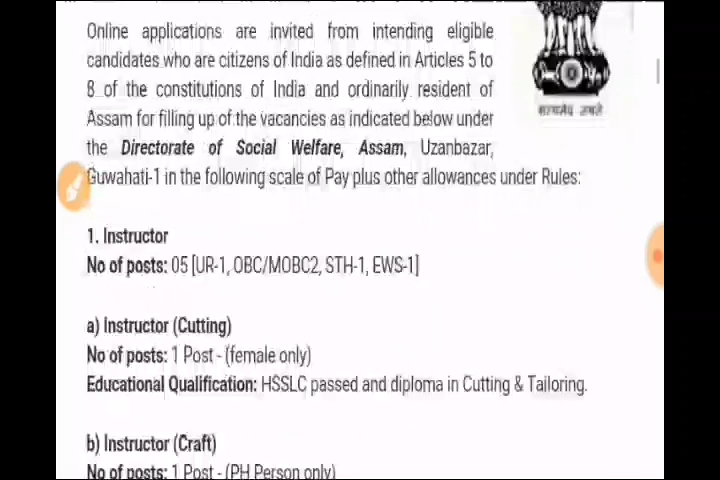 Online applications are invited from intending eligible
candidates who are citizens of India as defined in Articles 5 to
8 of the constitutions of India and ordinarily resident of
Assam for filling up of the vacancies as indicated below under
the Directorate of Social Welfare, Assam, Uzanbazar,
Guwahati-1 in the following scale of Pay plus other allowances under Rules:
सत्यमेव जयते
1. Instructor
No of posts: 05 [UR-1, OBC/MOBC2, STH-1, EWS-1]
a) Instructor (Cutting)
No of posts: 1 Post - (female only)
Educational Qualification: HSSLC passed and diploma in Cutting & Tailoring.
b) Instructor (Craft)
No of posts: 1 Post - (PH Person only)